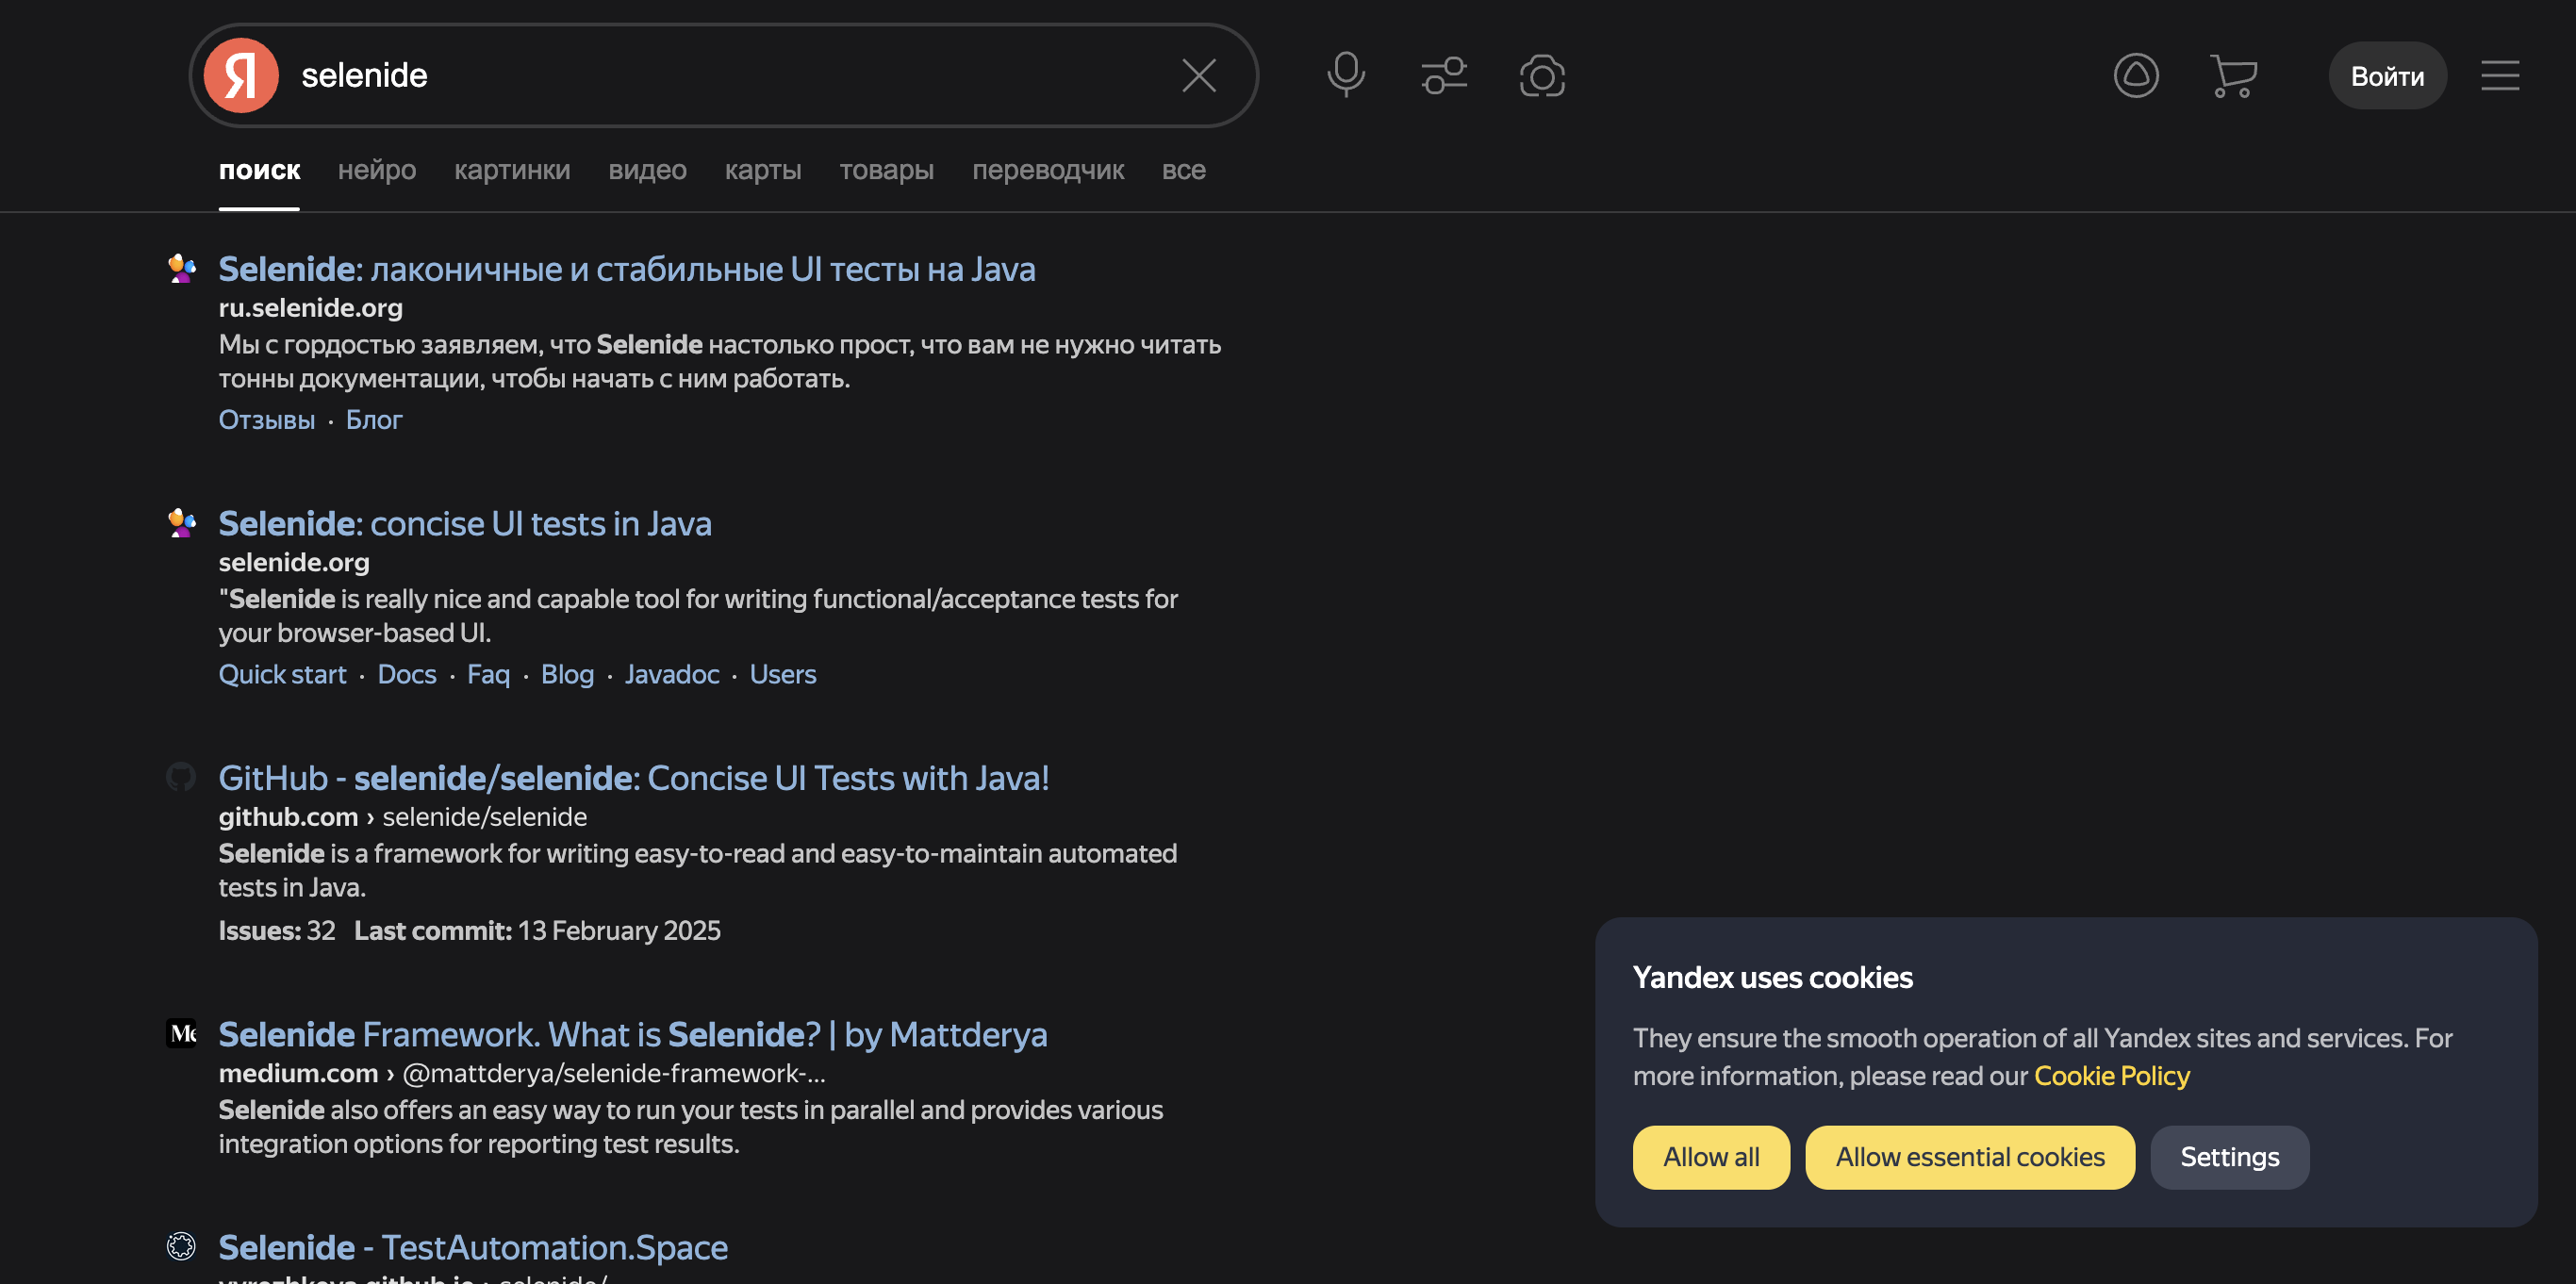 Я selenide
Войти
поиск нейро картинки видео карты товары переводчик все
Selenide: лаконичные и стабильные UI тесты на Java
ru.selenide.org
Мы с гордостью заявляем, что Selenide настолько прост, что вам не нужно читать
тонны документации, чтобы начать с ним работать.
Отзывы · Блог
Selenide: concise UI tests in Java
selenide.org
"Selenide is really nice and capable tool for writing functional/acceptance tests for
your browser-based UI.
Quick start · Docs · Faq · Blog · Javadoc · Users
GitHub - selenide/selenide: Concise UI Tests with Java!
github.com › selenide/selenide
Selenide is a framework for writing easy-to-read and easy-to-maintain automated
tests in Java.
Issues: 32 Last commit: 13 February 2025
Selenide Framework. What is Selenide? | by Mattderya
medium.com › @mattderya/selenide-framework-...
Selenide also offers an easy way to run your tests in parallel and provides various
integration options for reporting test results.
Selenide - TestAutomation.Space
Yandex uses cookies
They ensure the smooth operation of all Yandex sites and services. For
more information, please read our Cookie Policy
Allow all Allow essential cookies Settings